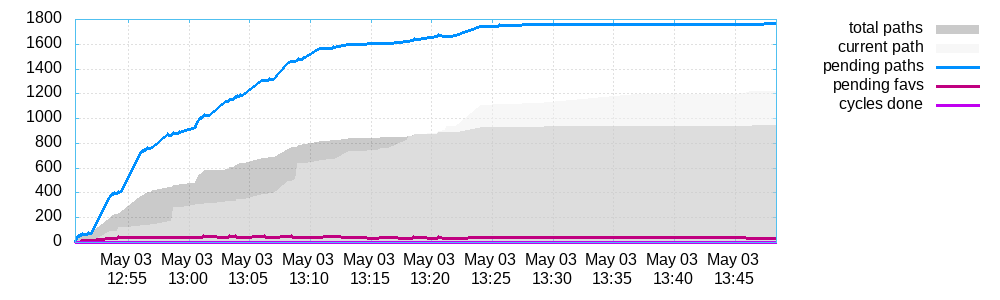 1800
1600
1400
1200
1000
800
600
400
200
0
May 03 May 03 May 03 May 03 May 03 May 03 May 03 May 03 May 03 May 03 May 03
12:55 13:00 13:05 13:10 13:15 13:20 13:25 13:30 13:35 13:40 13:45
total paths
current path
pending paths
pending favs
cycles done